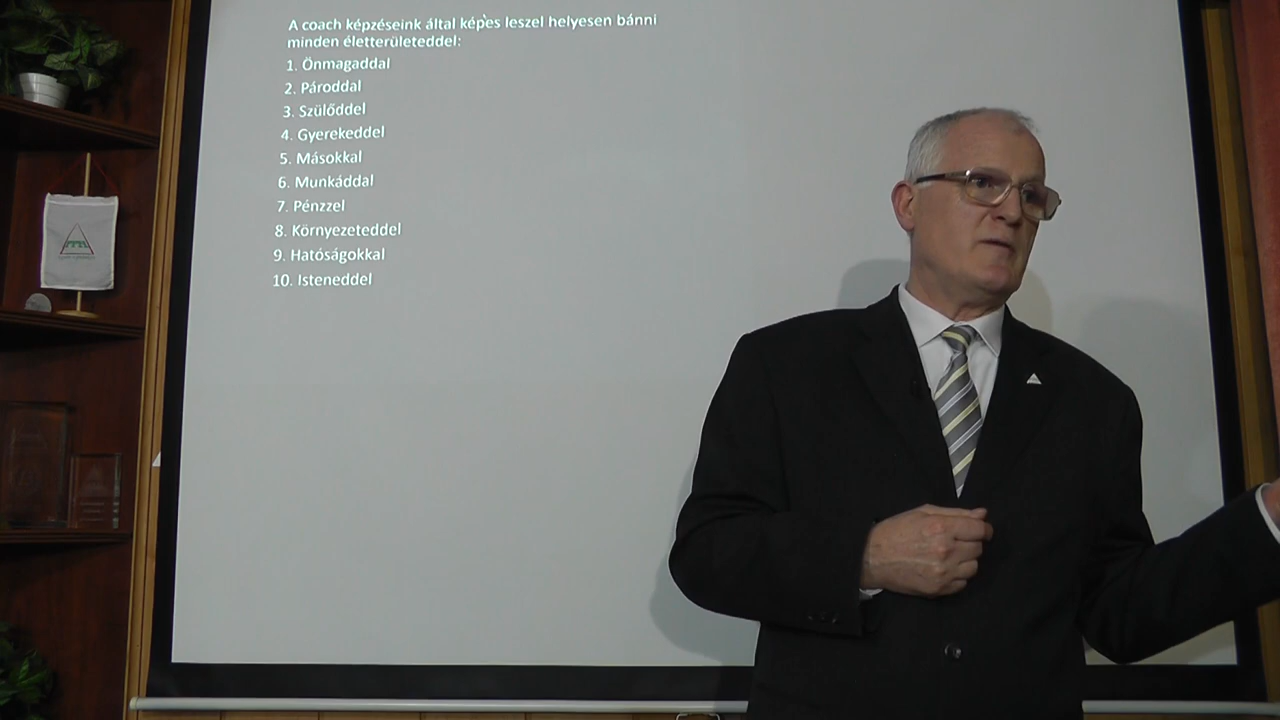 A coach képzéseink által képes leszel helyesen bánni
minden életterületeddel:
1. Önmagaddal
2. Pároddal
3. Szülőddel
4. Gyerekeddel
5. Másokkal
6. Munkáddal
7. Pénzzel
8. Környezeteddel
9. Hatóságokkal
10. Isteneddel